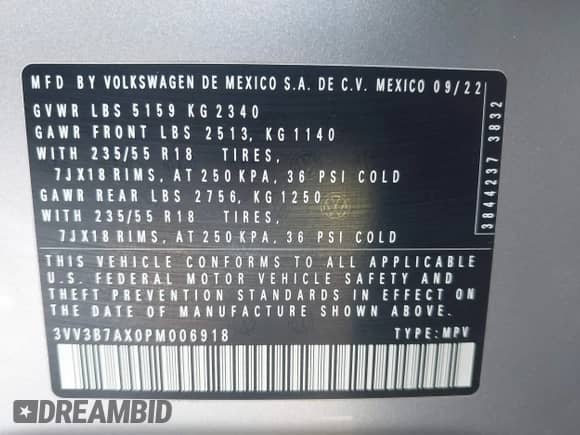 MFD BY VOLKSWAGEN DE MEXICO S.A. DE C.V. MEXICO 09/22
GVWR LBS 5159 KG 2340
GAWR FRONT LBS 2513, KG 1140
WITH 235/55 R18 TIRES,
7JX18 RIMS, AT 250 KPA, 36 PSI COLD
GAWR REAR LBS 2756, KG 1250
WITH 235/55 R18 TIRES,
7JX18 RIMS, AT 250 KPA, 36 PSI COLD
THIS VEHICLE CONFORMS TO ALL APPLICABLE
U.S. FEDERAL MOTOR VEHICLE SAFETY AND
THEFT PREVENTION STANDARDS IN EFFECT ON
THE DATE OF MANUFACTURE SHOWN ABOVE.
3VV3B7AX0PM006918 TYPE: MPV
3844237 3832
DREAMBID